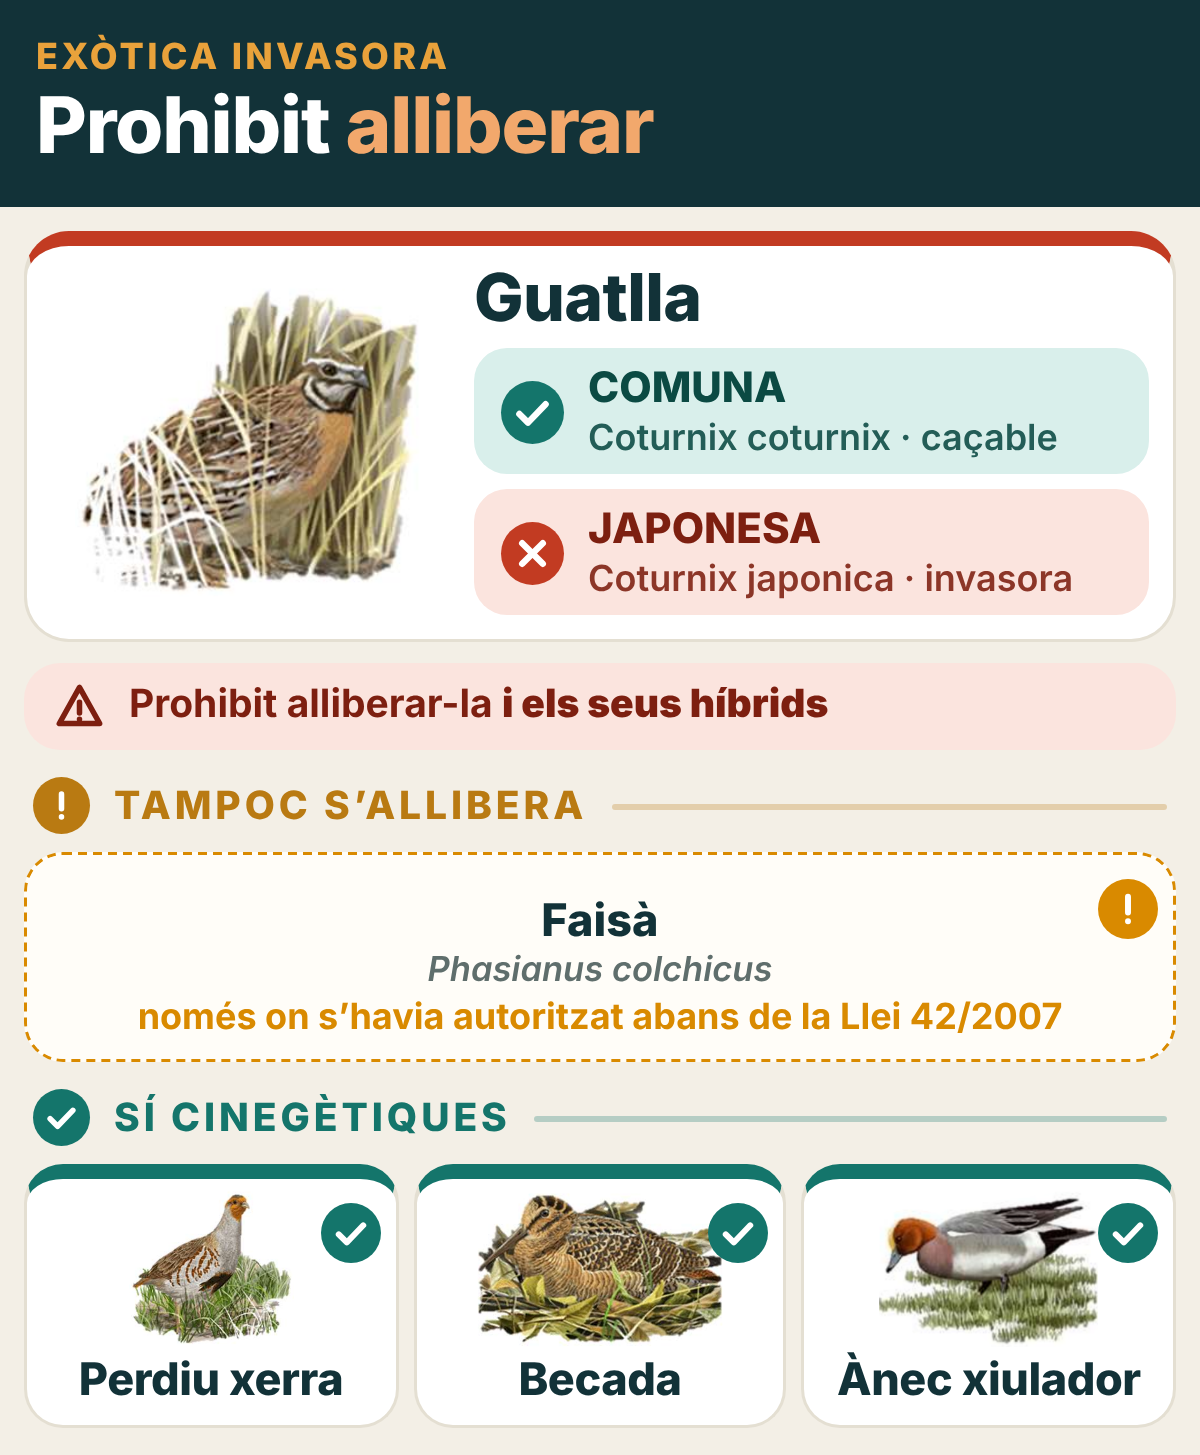 EXÒTICA INVASORA
Prohibit alliberar
Guatlla
COMUNA
Coturnix coturnix · caçable
JAPONESA
Coturnix japonica · invasora
Prohibit alliberar-la i els seus híbrids
TAMPOC S’ALLIBERA
Faisà
Phasianus colchicus
només on s’havia autoritzat abans de la Llei 42/2007
SÍ CINEGÈTIQUES
Perdiu xerra
Becada
Ànec xiulador